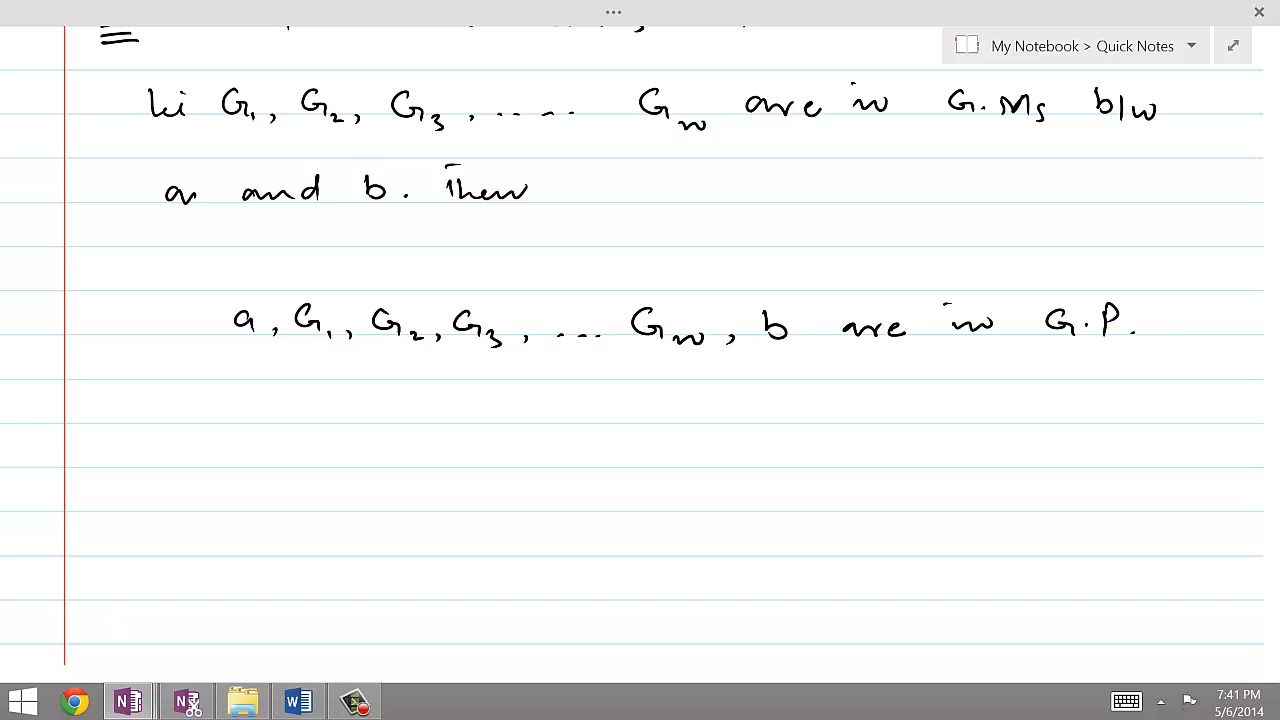 My Notebook > Quick Notes
G₁, G₂, G₃, ..... Gₙ are in G.Ms b/w
a and b. Then
a, G₁, G₂, G₃, ... Gₙ, b are in G.P.
7:41 PM
5/6/2014